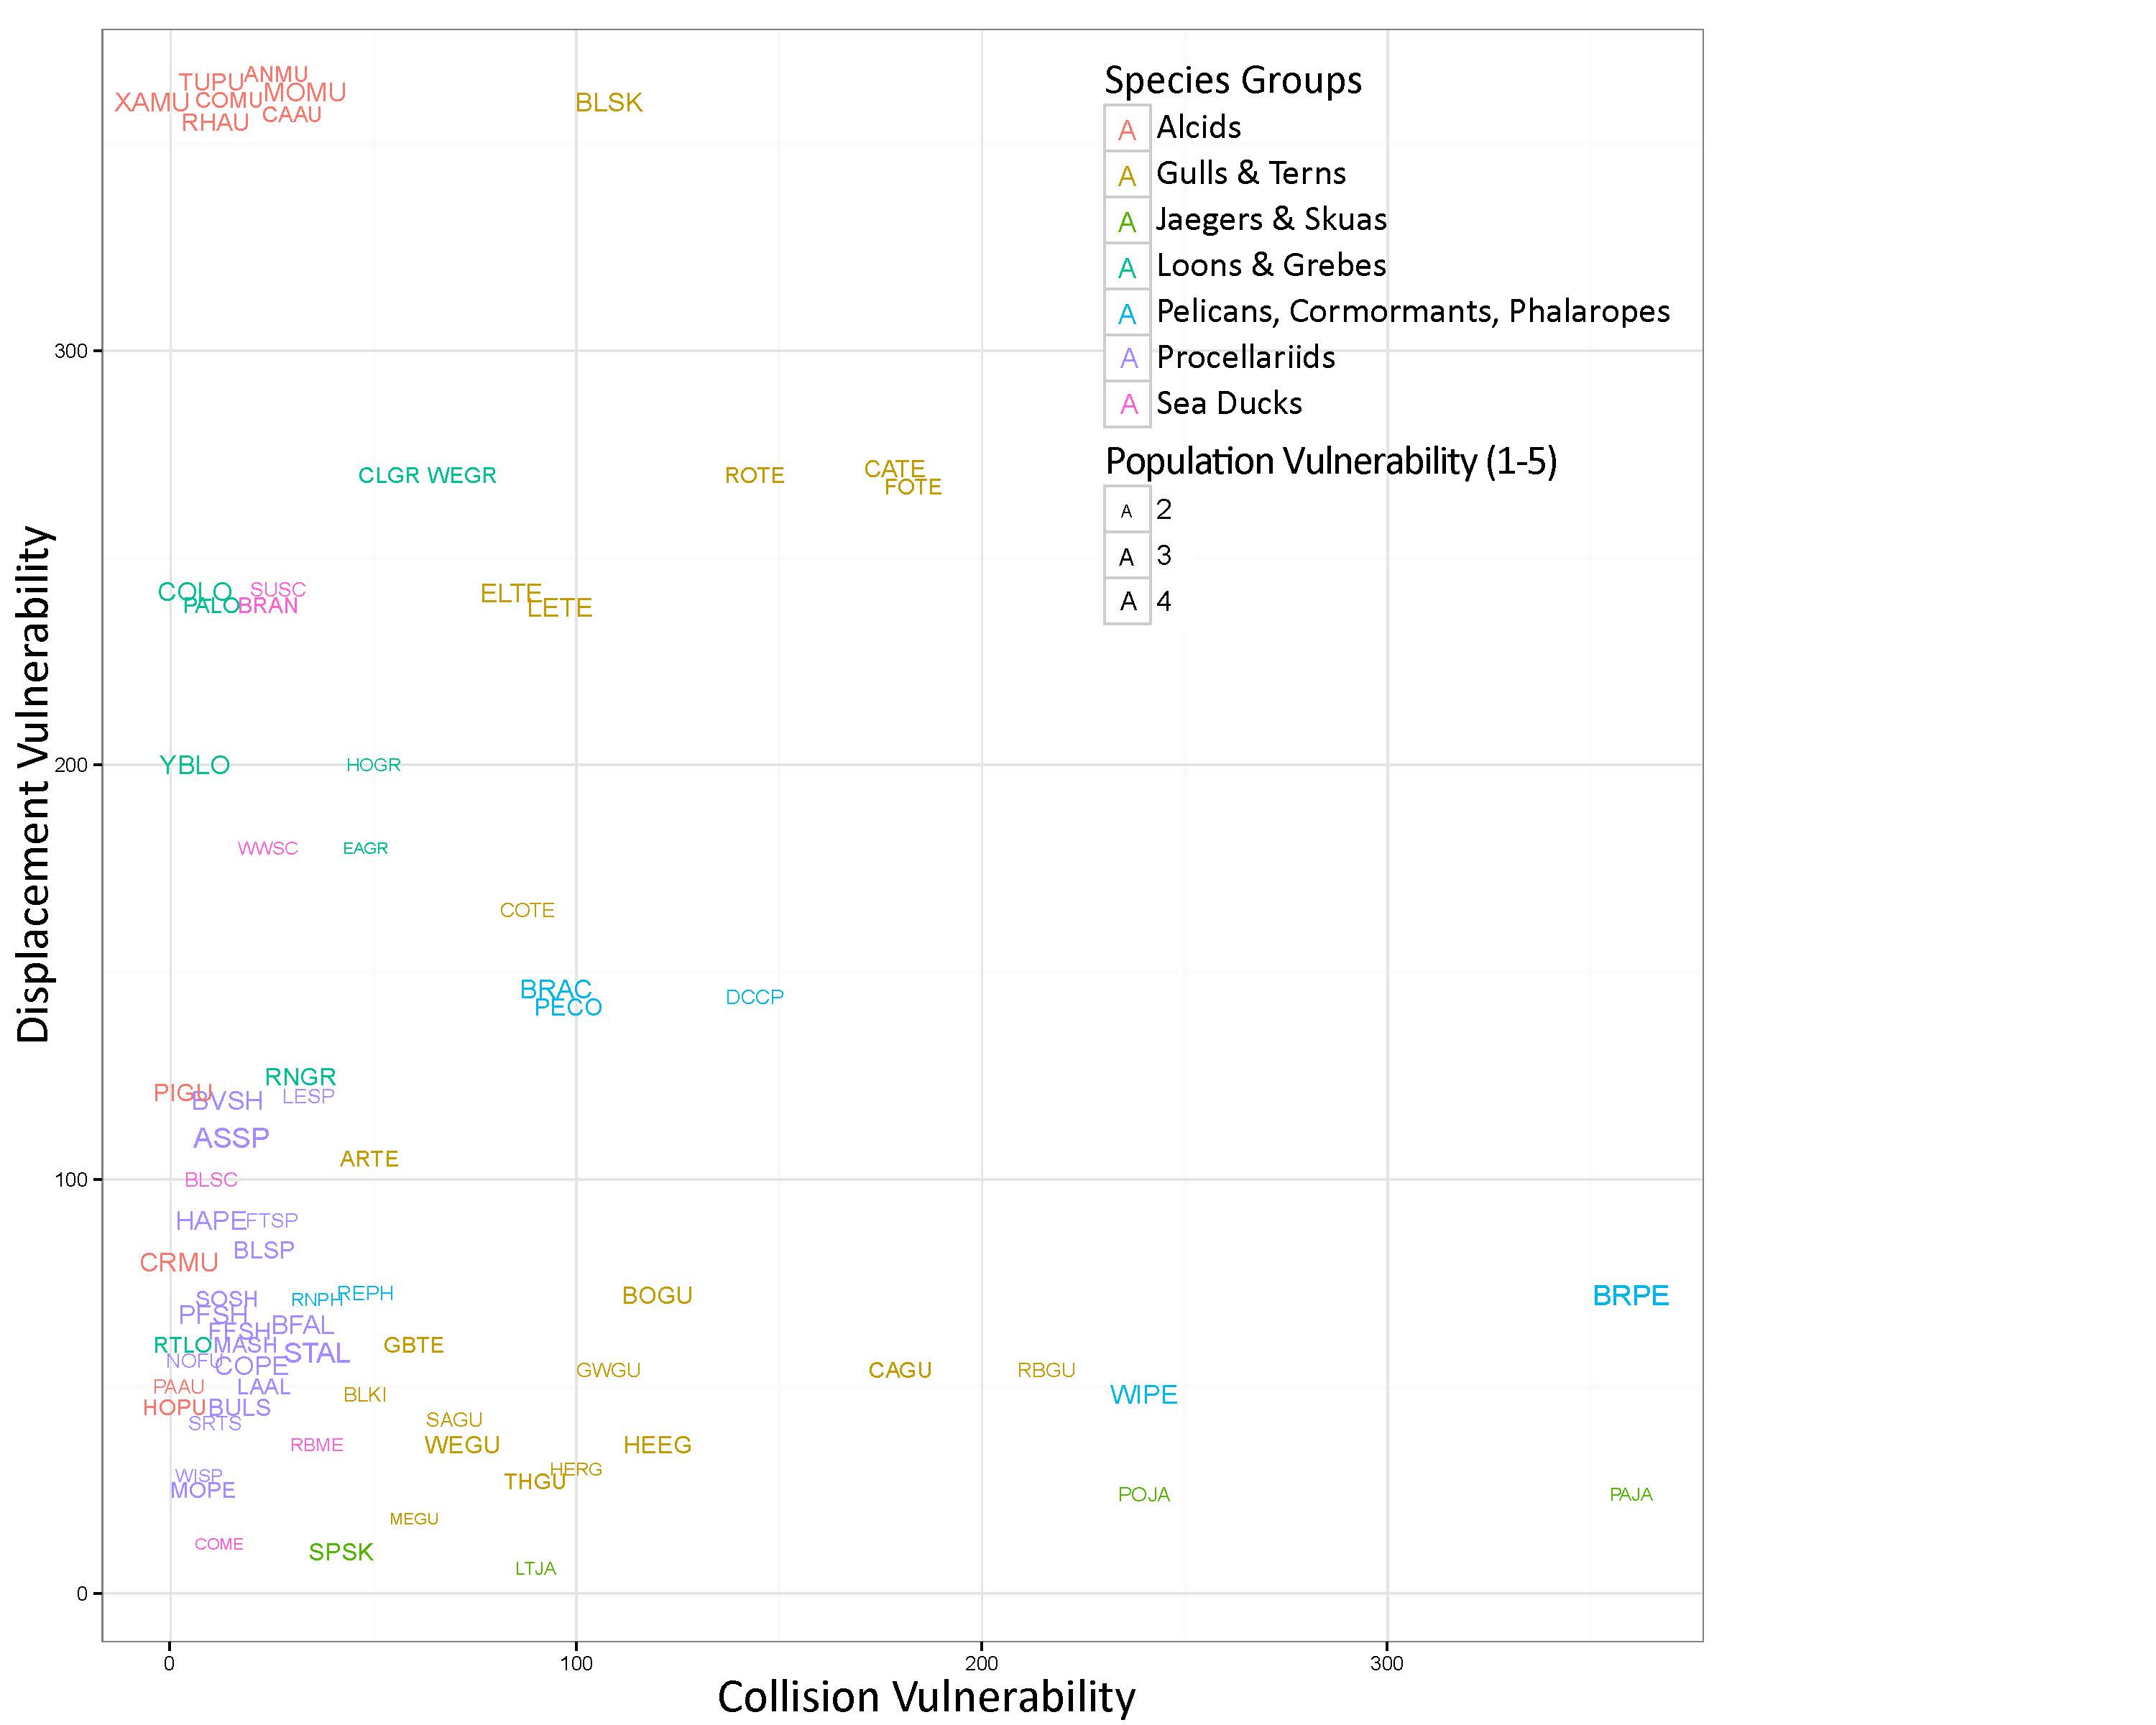 TUPU ANMU
XAMU COMU MOMU
RHAU CAAU
BLSK
Species Groups
A Alcids
A Gulls & Terns
A Jaegers & Skuas
A Loons & Grebes
A Pelicans, Cormormants, Phalaropes
A Procellariids
A Sea Ducks
Population Vulnerability (1-5)
A 2
A 3
A 4
300
CLGR WEGR
ROTE
CATE
FOTE
COLO SUSC
PALO BRAN
ELTE
LETE
Displacement Vulnerability
200
YBLO HOGR
WWSC EAGR
COTE
BRAC
PECO
DCCP
RNGR
PIGU BVSH LESP
ASSP
ARTE
100
BLSC
HAPE FTSP
BLSP
CRMU
SOSH RNPH REPH
BOGU
BRPE
PFSH
FFSH BFAL
RTLO MASH STAL GBTE
NOFU COPE
GWGU CAGU RBGU
PAAU LAAL BLKI
WIPE
HOPU BULS
SRTS SAGU
RBME WEGU HEEG
WISP HERG
MOPE THGU
POJA PAJA
MEGU
COME SPSK
LTJA
0
0 100 200 300
Collision Vulnerability